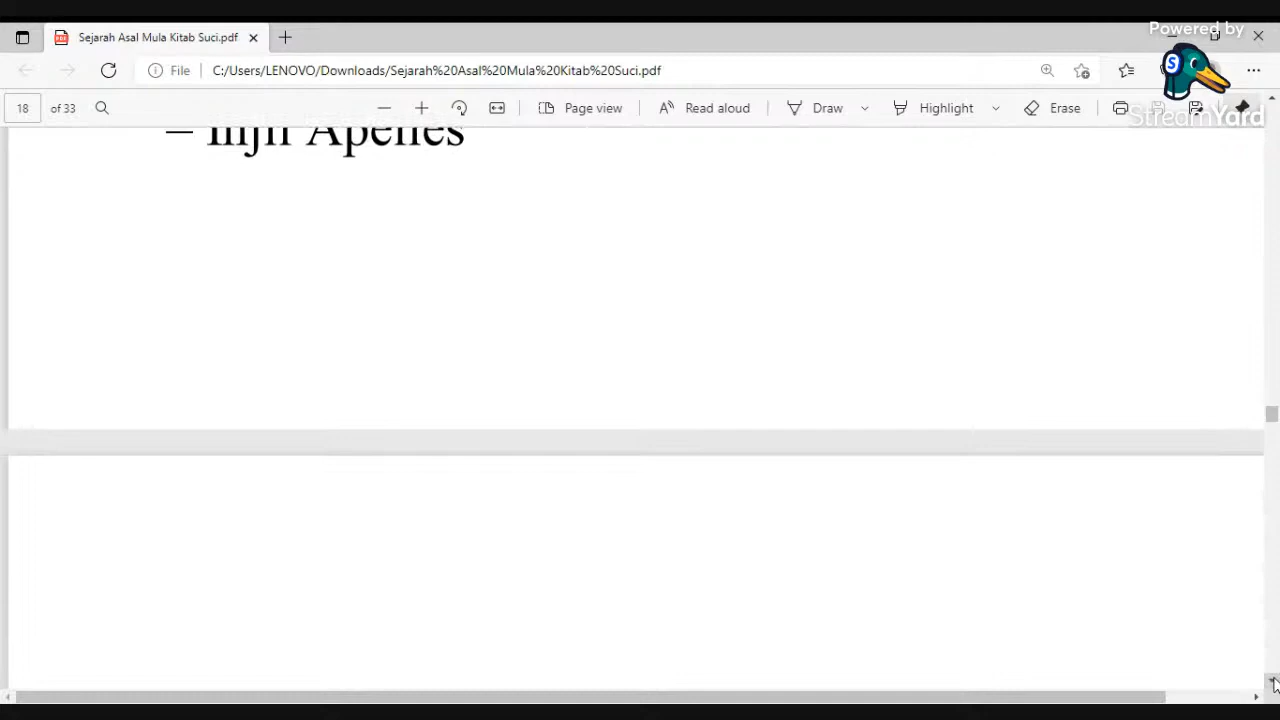 Powered by
Sejarah Asal Mula Kitab Suci.pdf
File
C:/Users/LENOVO/Downloads/Sejarah%20Asal%20Mula%20Kitab%20Suci.pdf
18 of 33
Page view
Read aloud
Draw
Highlight
Erase
StreamYard
– Injil Apelles